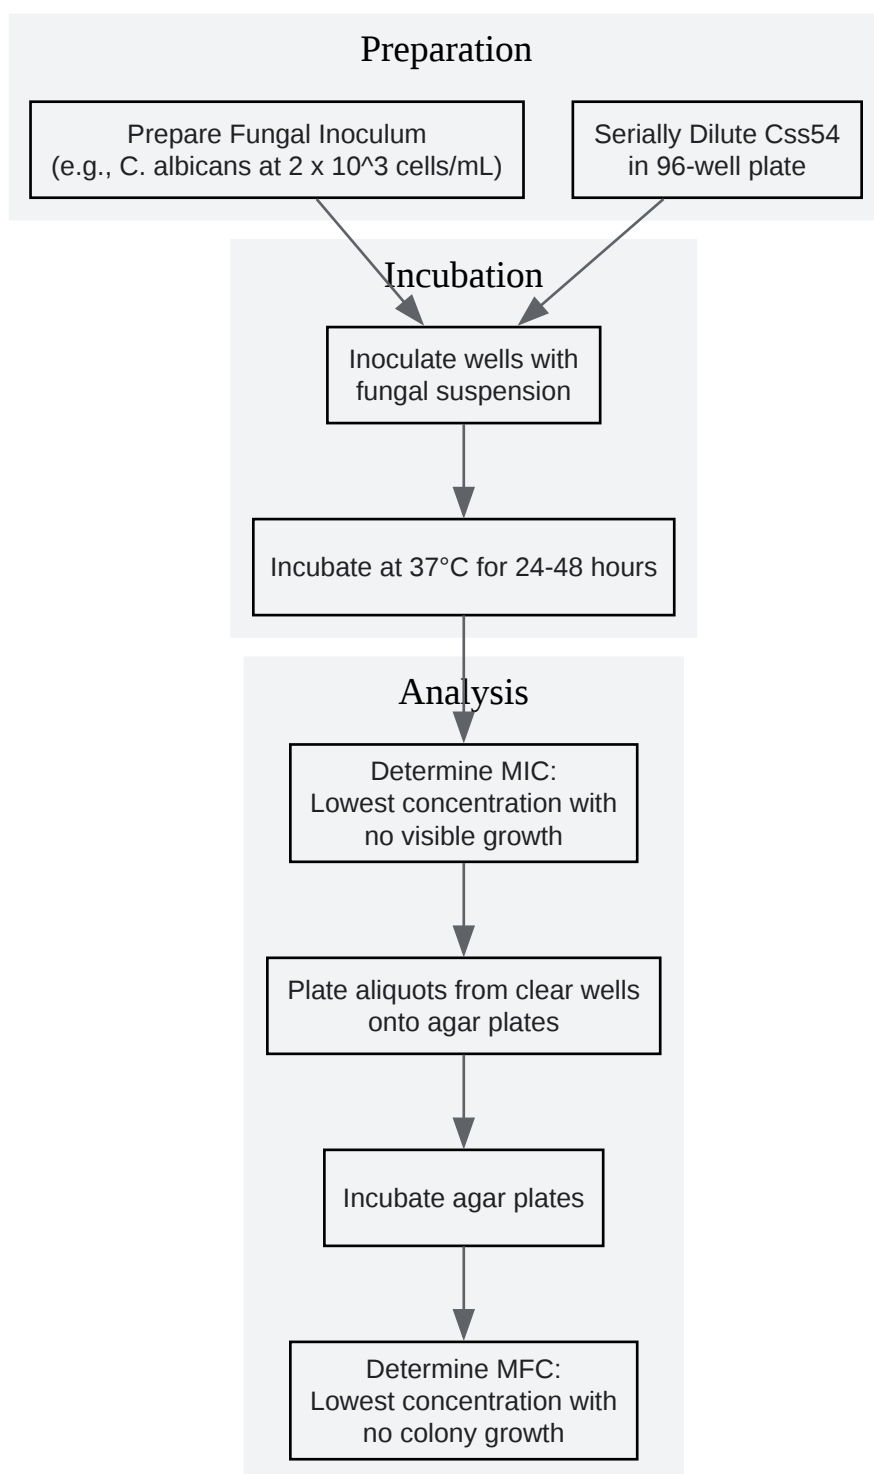 Preparation
Prepare Fungal Inoculum
(e.g., C. albicans at 2 x 10^3 cells/mL)
Serially Dilute Css54
in 96-well plate
Incubation
Inoculate wells with
fungal suspension
Incubate at 37°C for 24-48 hours
Analysis
Determine MIC:
Lowest concentration with
no visible growth
Plate aliquots from clear wells
onto agar plates
Incubate agar plates
Determine MFC:
Lowest concentration with
no colony growth